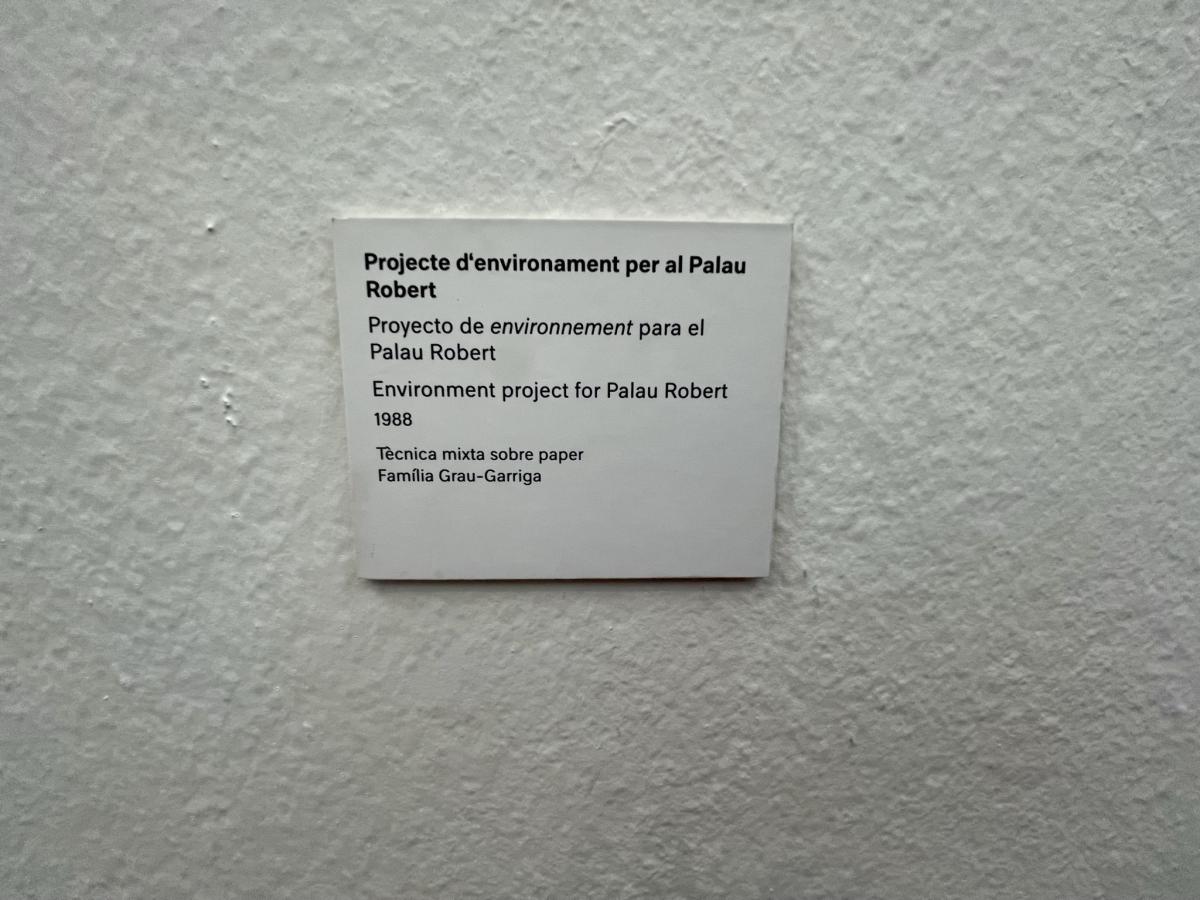 Projecte d‘environament per al Palau
Robert
Proyecto de environnement para el
Palau Robert
Environment project for Palau Robert
1988
Tècnica mixta sobre paper
Família Grau-Garriga